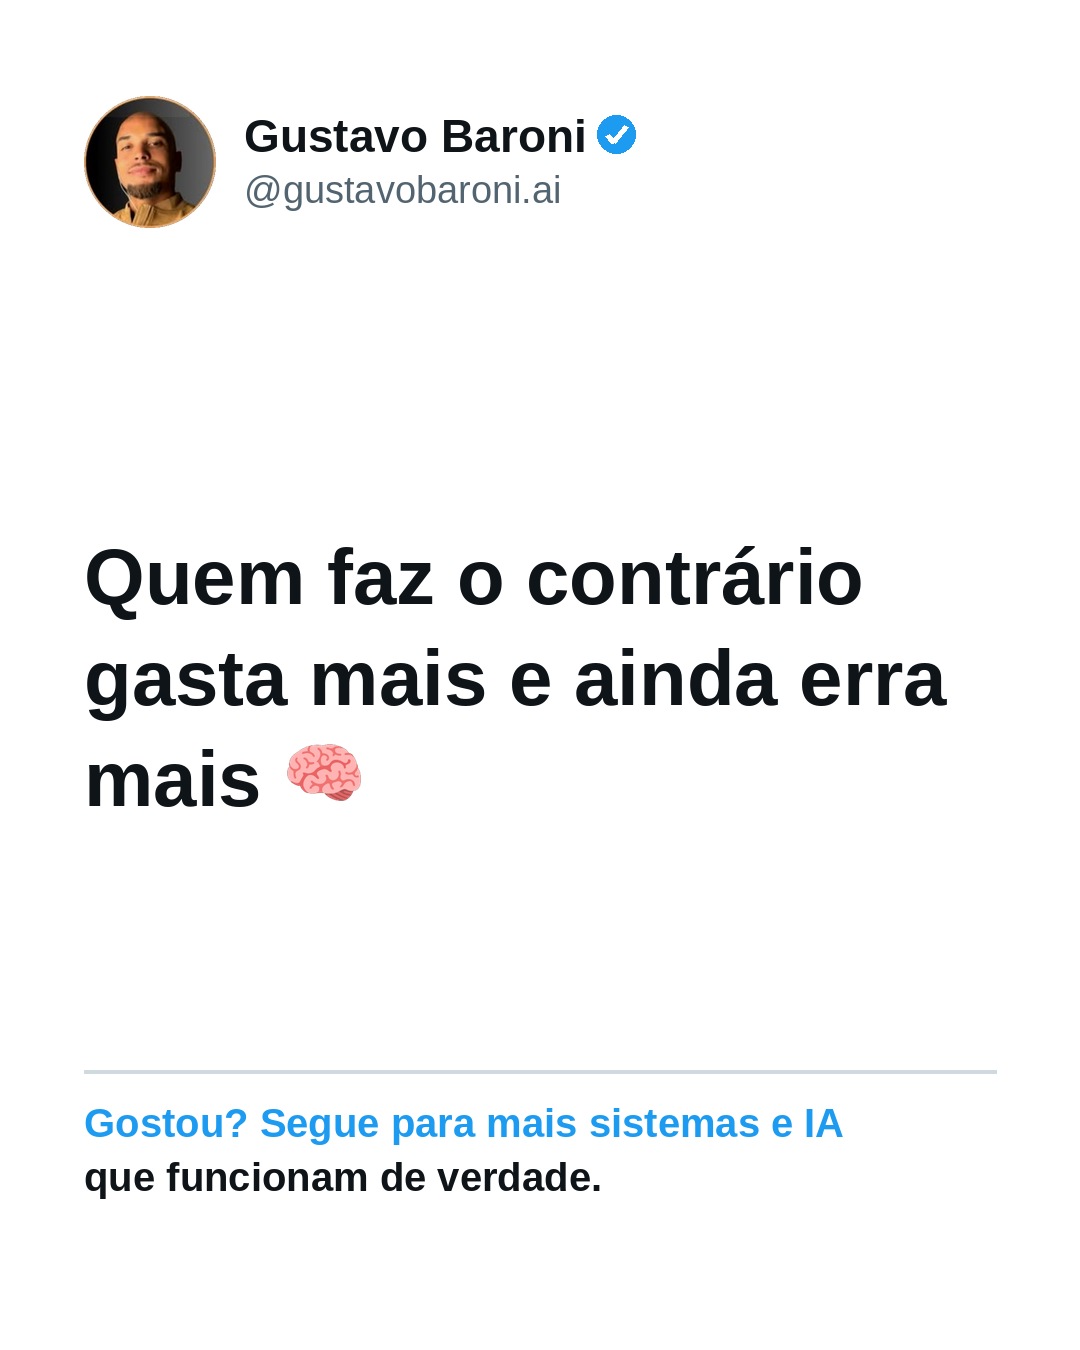 Gustavo Baroni
@gustavobaroni.ai
Quem faz o contrário
gasta mais e ainda erra
mais 🧠
Gostou? Segue para mais sistemas e IA
que funcionam de verdade.